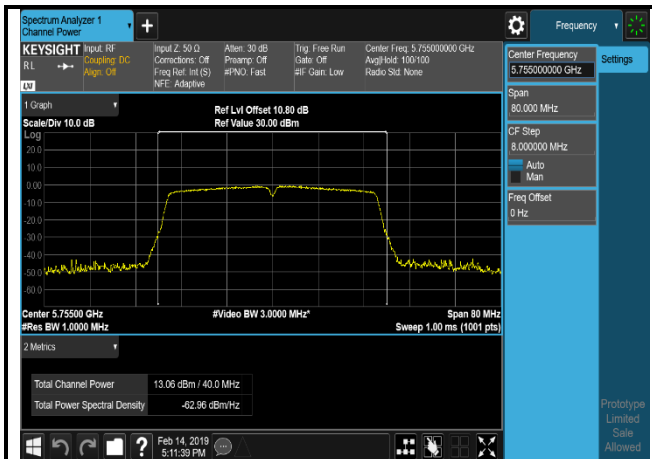 Spectrum Analyzer 1
Channel Power
+
Frequency
KEYSIGHT
RL
LXI
Input: RF
Coupling: DC
Align: Off
Input Z: 50 Ω
Corrections: Off
Freq Ref: Int (S)
NFE: Adaptive
Atten: 30 dB
Preamp: Off
#PNO: Fast
Trig: Free Run
Gate: Off
#IF Gain: Low
Center Freq: 5.755000000 GHz
Avg|Hold: 100/100
Radio Std: None
Center Frequency
5.755000000 GHz
Settings
Span
80.000 MHz
CF Step
8.000000 MHz
Auto
Man
Freq Offset
0 Hz
1 Graph
Scale/Div 10.0 dB
Ref Lvl Offset 10.80 dB
Ref Value 30.00 dBm
Log
20.0
10.0
0.00
-10.0
-20.0
-30.0
-40.0
-50.0
-60.0
Center 5.75500 GHz
#Video BW 3.0000 MHz*
Span 80 MHz
#Res BW 1.0000 MHz
Sweep 1.00 ms (1001 pts)
2 Metrics
Total Channel Power 13.06 dBm / 40.0 MHz
Total Power Spectral Density -62.96 dBm/Hz
Prototype
Limited
Sale
Allowed
?
Feb 14, 2019
5:11:39 PM